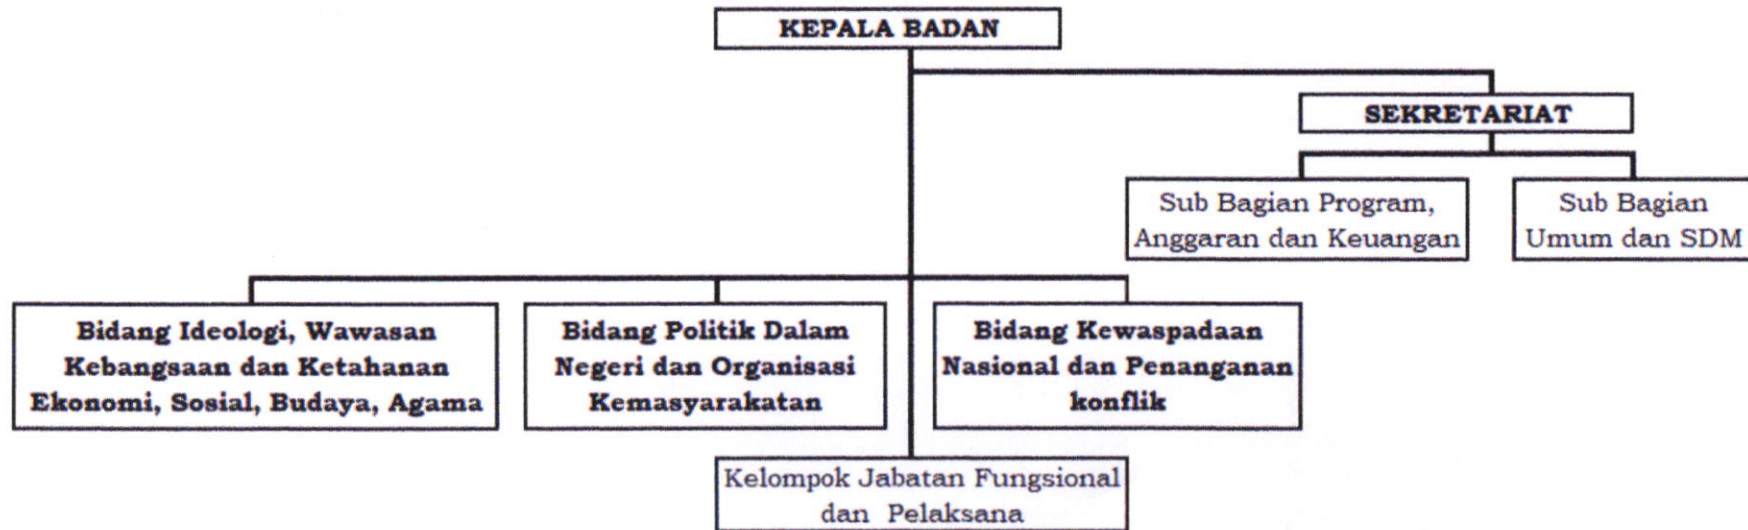 KEPALA BADAN
SEKRETARIAT
Sub Bagian Program,
Anggaran dan Keuangan
Sub Bagian
Umum dan SDM
Bidang Ideologi, Wawasan
Kebangsaan dan Ketahanan
Ekonomi, Sosial, Budaya, Agama
Bidang Politik Dalam
Negeri dan Organisasi
Kemasyarakatan
Bidang Kewaspadaan
Nasional dan Penanganan
konflik
Kelompok Jabatan Fungsional
dan Pelaksana